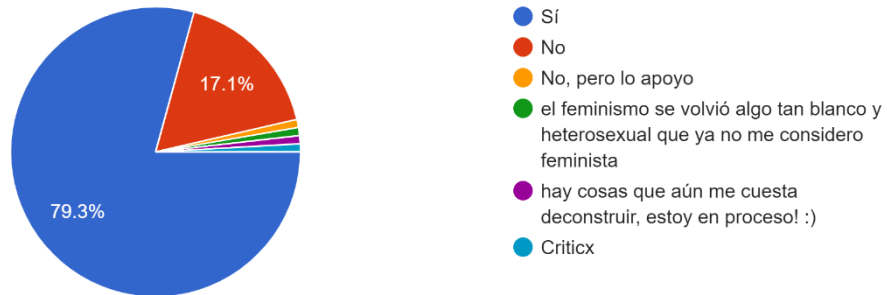 79.3%
17.1%
Sí
No
No, pero lo apoyo
el feminismo se volvió algo tan blanco y
heterosexual que ya no me considero
feminista
hay cosas que aún me cuesta
deconstruir, estoy en proceso! :)
Criticx